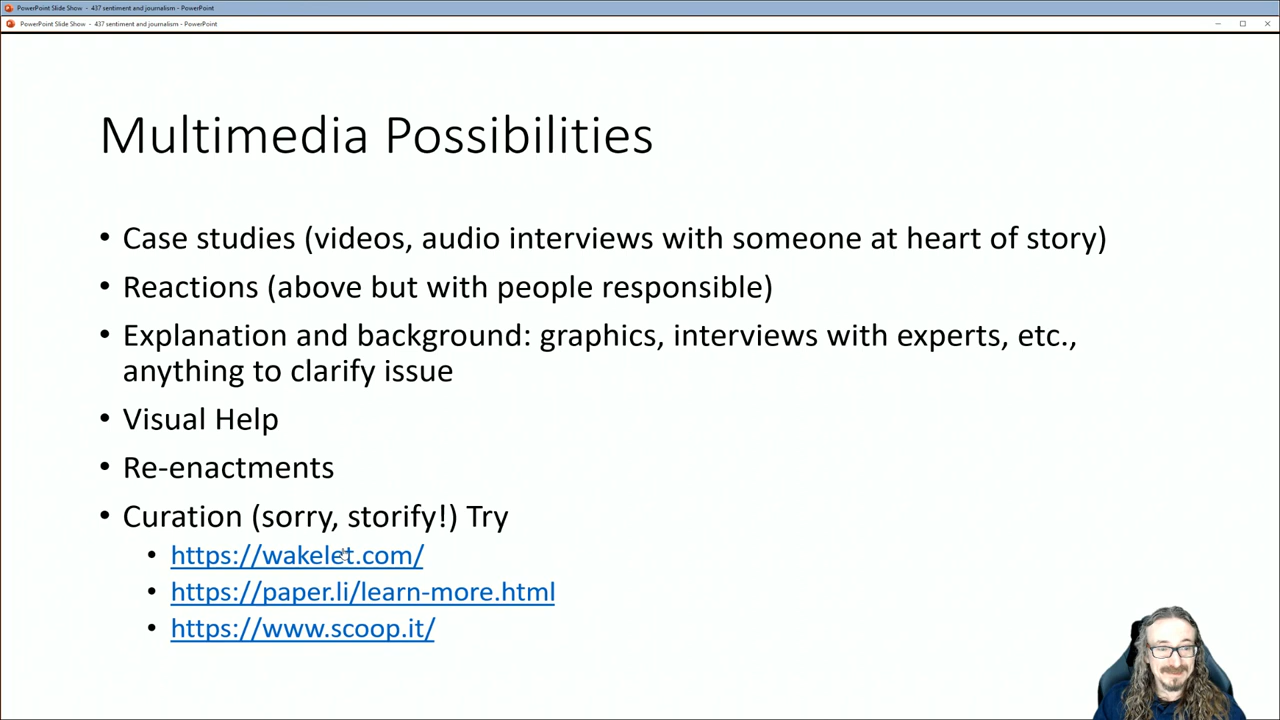 PowerPoint Slide Show - 437 sentiment and journalism - PowerPoint
PowerPoint Slide Show - 437 sentiment and journalism - PowerPoint
Multimedia Possibilities
• Case studies (videos, audio interviews with someone at heart of story)
• Reactions (above but with people responsible)
• Explanation and background: graphics, interviews with experts, etc.,
anything to clarify issue
• Visual Help
• Re-enactments
• Curation (sorry, storify!) Try
• https://wakelet.com/
• https://paper.li/learn-more.html
• https://www.scoop.it/